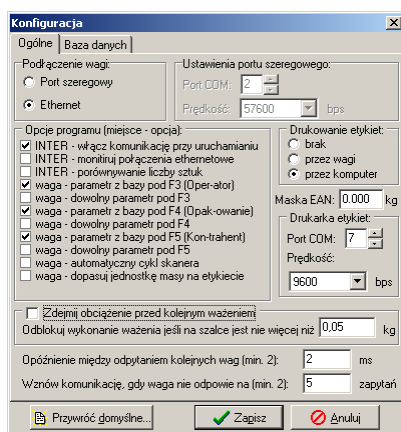 Konfiguracja
Ogólne Baza danych
Podłączenie wagi:
Port szeregowy
Ethernet
Ustawienia portu szeregowego:
Port COM: 2
Prędkość: 57600 bps
Opcje programu (miejsce - opcja):
INTER - włącz komunikację przy uruchamianiu
INTER - monitiruj połączenia ethernetowe
INTER - porównywanie liczby sztuk
waga - parametr z bazy pod F3 (Oper-ator)
waga - dowolny parametr pod F3
waga - parametr z bazy pod F4 (Opak-owanie)
waga - dowolny parametr pod F4
waga - parametr z bazy pod F5 (Kon-trahent)
waga - dowolny parametr pod F5
waga - automatyczny cykl skanera
waga - dopasuj jednostkę masy na etykiecie
Drukowanie etykiet:
brak
przez wagi
przez komputer
Maska EAN: 0.000 kg
Drukarka etykiet:
Port COM: 7
Prędkość:
9600 bps
Zdejmij obciążenie przed kolejnym ważeniem
Odblokuj wykonanie ważenia jeśli na szalce jest nie więcej niż 0,05 kg
Opóźnienie między odpytaniem kolejnych wag (min. 2): 2 ms
Wznów komunikację, gdy waga nie odpowie na (min. 2): 5 zapytań
Przywróć domyślne... Zapisz Anuluj